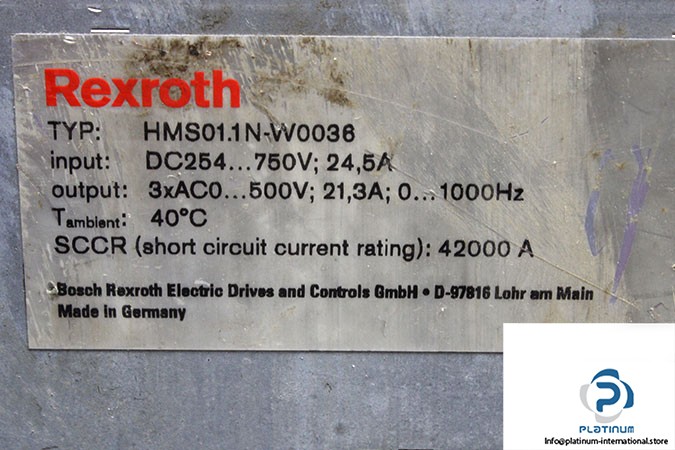 Rexroth
TYP: HMS01.1N-W0036
input: DC254...750V; 24,5A
output: 3xAC0...500V; 21,3A; 0...1000Hz
Tambient: 40°C
SCCR (short circuit current rating): 42000 A
Bosch Rexroth Electric Drives and Controls GmbH • D-97816 Lohr am Main
Made in Germany
PLATINUM
Info@platinum-international.store